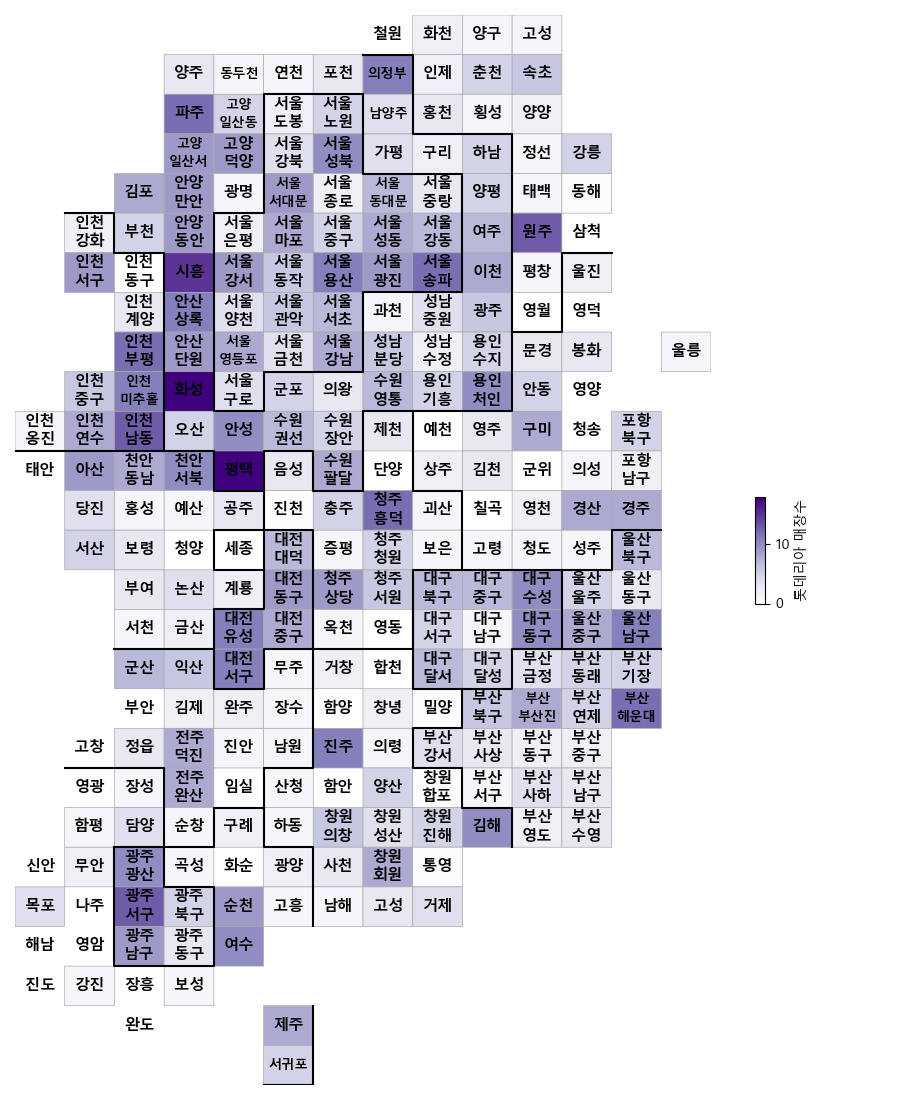 철원 화천 양구 고성
양주 동두천 연천 포천 의정부 인제 춘천 속초
파주 고양 일산동 서울 도봉 서울 노원 남양주 홍천 횡성 양양
고양 일산서 고양 덕양 서울 강북 서울 성북 가평 구리 하남 정선 강릉
김포 안양 만안 광명 서울 서대문 서울 종로 서울 동대문 서울 중랑 양평 태백 동해
인천 강화 부천 안양 동안 서울 은평 서울 마포 서울 중구 서울 성동 서울 강동 여주 원주 삼척
인천 서구 인천 동구 시흥 서울 강서 서울 동작 서울 용산 서울 광진 서울 송파 이천 평창 울진
인천 계양 안산 상록 서울 양천 서울 관악 서울 서초 과천 성남 중원 광주 영월 영덕
인천 부평 안산 단원 서울 영등포 서울 금천 서울 강남 성남 분당 성남 수정 용인 수지 문경 봉화 울릉
인천 중구 인천 미추홀 화성 서울 구로 군포 의왕 수원 영통 용인 기흥 용인 처인 안동 영양
인천 옹진 인천 연수 인천 남동 오산 안성 수원 권선 수원 장안 제천 예천 영주 구미 청송 포항 북구
태안 아산 천안 동남 천안 서북 평택 음성 수원 팔달 단양 상주 김천 군위 의성 포항 남구
당진 홍성 예산 공주 진천 충주 청주 흥덕 괴산 칠곡 영천 경산 경주
서산 보령 청양 세종 대전 대덕 증평 청주 청원 보은 고령 청도 성주 울산 북구
부여 논산 계룡 대전 동구 청주 상당 청주 서원 대구 북구 대구 중구 대구 수성 울산 울주 울산 동구
서천 금산 대전 유성 대전 중구 옥천 영동 대구 서구 대구 남구 대구 동구 울산 중구 울산 남구
군산 익산 대전 서구 무주 거창 합천 대구 달서 대구 달성 부산 금정 부산 동래 부산 기장
부안 김제 완주 장수 함양 창녕 밀양 부산 북구 부산 부산진 부산 연제 부산 해운대
고창 정읍 전주 덕진 진안 남원 진주 의령 부산 강서 부산 사상 부산 동구 부산 중구
영광 장성 전주 완산 임실 산청 함안 양산 창원 합포 부산 서구 부산 사하 부산 남구
함평 담양 순창 구례 하동 창원 의창 창원 성산 창원 진해 김해 부산 영도 부산 수영
신안 무안 광주 광산 곡성 화순 광양 사천 창원 회원 통영
목포 나주 광주 서구 광주 북구 순천 고흥 남해 고성 거제
해남 영암 광주 남구 광주 동구 여수
진도 강진 장흥 보성
완도 제주
서귀포
10
0
롯데리아 매장수